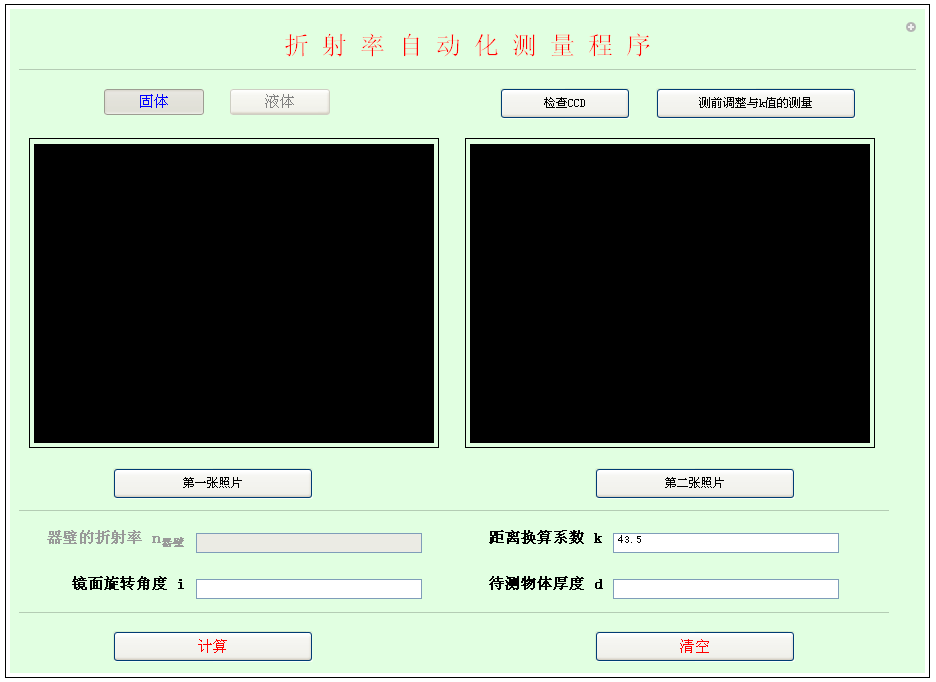 折射率自动化测量程序
固体 液体 检查CCD 测前调整与k值的测量
第一张照片 第二张照片
器壁的折射率 n器壁 距离换算系数 k 43.5
镜面旋转角度 i 待测物体厚度 d
计算 清空